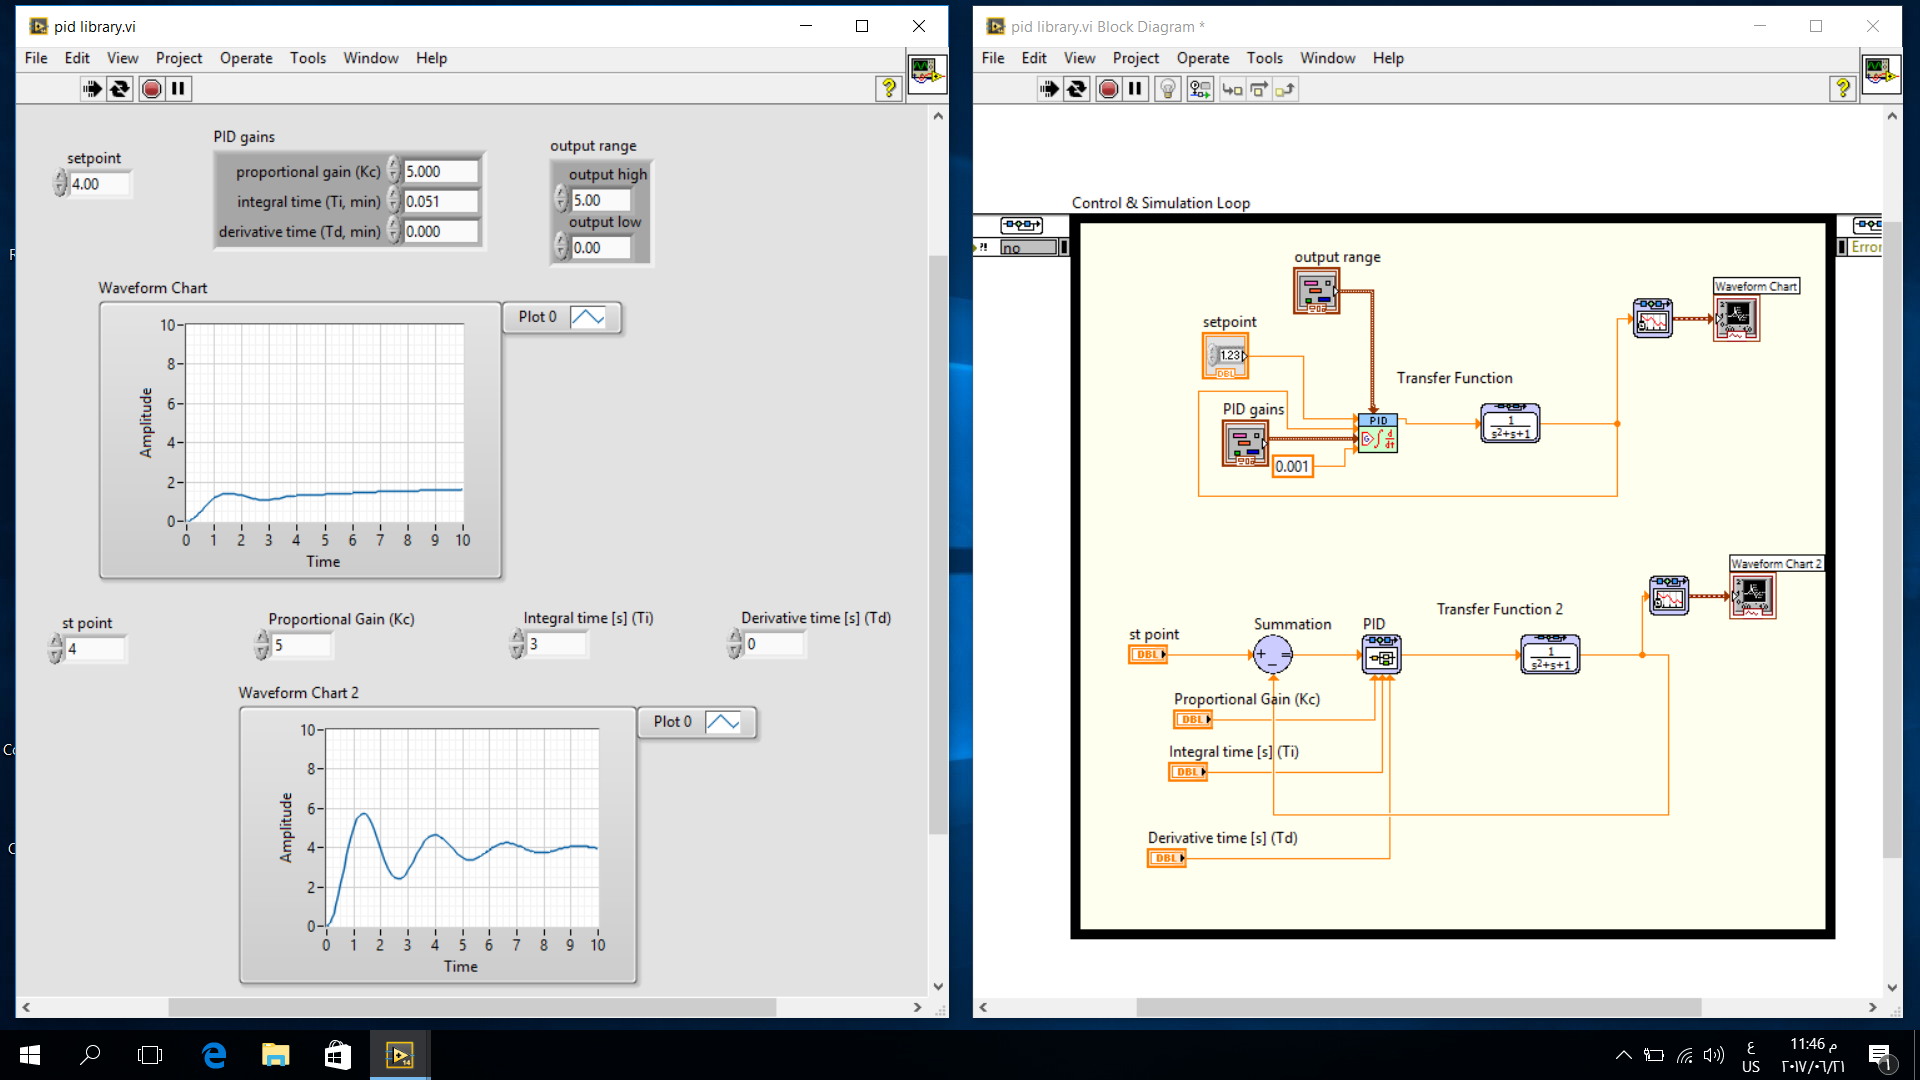 pid library.vi
File Edit View Project Operate Tools Window Help
setpoint
4.00
PID gains
proportional gain (Kc) 5.000
integral time (Ti, min) 0.051
derivative time (Td, min) 0.000
output range
output high
5.00
output low
0.00
Waveform Chart
Plot 0
10
8
6
4
2
0
Amplitude
0 1 2 3 4 5 6 7 8 9 10
Time
st point
4
Proportional Gain (Kc)
5
Integral time [s] (Ti)
3
Derivative time [s] (Td)
0
Waveform Chart 2
Plot 0
10
8
6
4
2
0
Amplitude
0 1 2 3 4 5 6 7 8 9 10
Time
pid library.vi Block Diagram *
File Edit View Project Operate Tools Window Help
Control & Simulation Loop
?! no
Error
output range
setpoint
1.23
DBL
PID gains
0.001
PID
Transfer Function
1
s²+s+1
Waveform Chart
st point
DBL
Summation
PID
Transfer Function 2
1
s²+s+1
Waveform Chart 2
Proportional Gain (Kc)
DBL
Integral time [s] (Ti)
DBL
Derivative time [s] (Td)
DBL
ع
US
11:46 م
٢٠١٧/٠٦/٢١
١